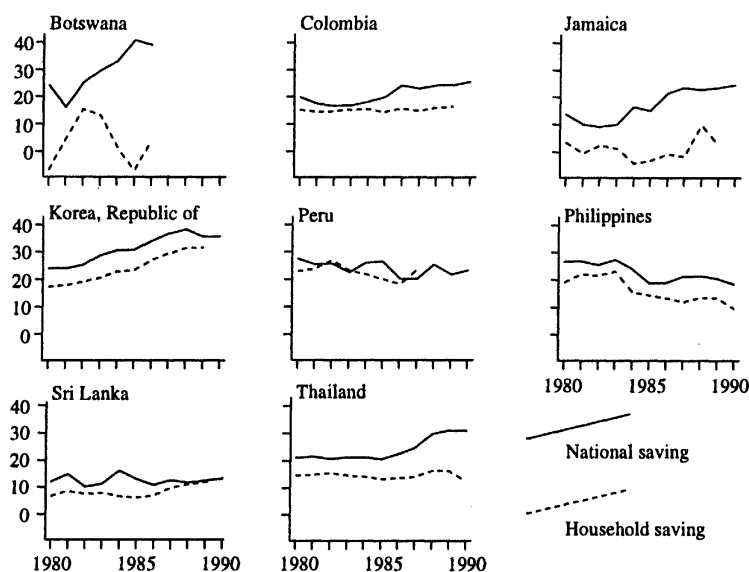 Botswana
Colombia
Jamaica
40
30
20
10
0
Korea, Republic of
Peru
Philippines
40
30
20
10
0
1980 1985 1990
Sri Lanka
Thailand
40
30
20
10
0
1980 1985 1990
1980 1985 1990
National saving
Household saving